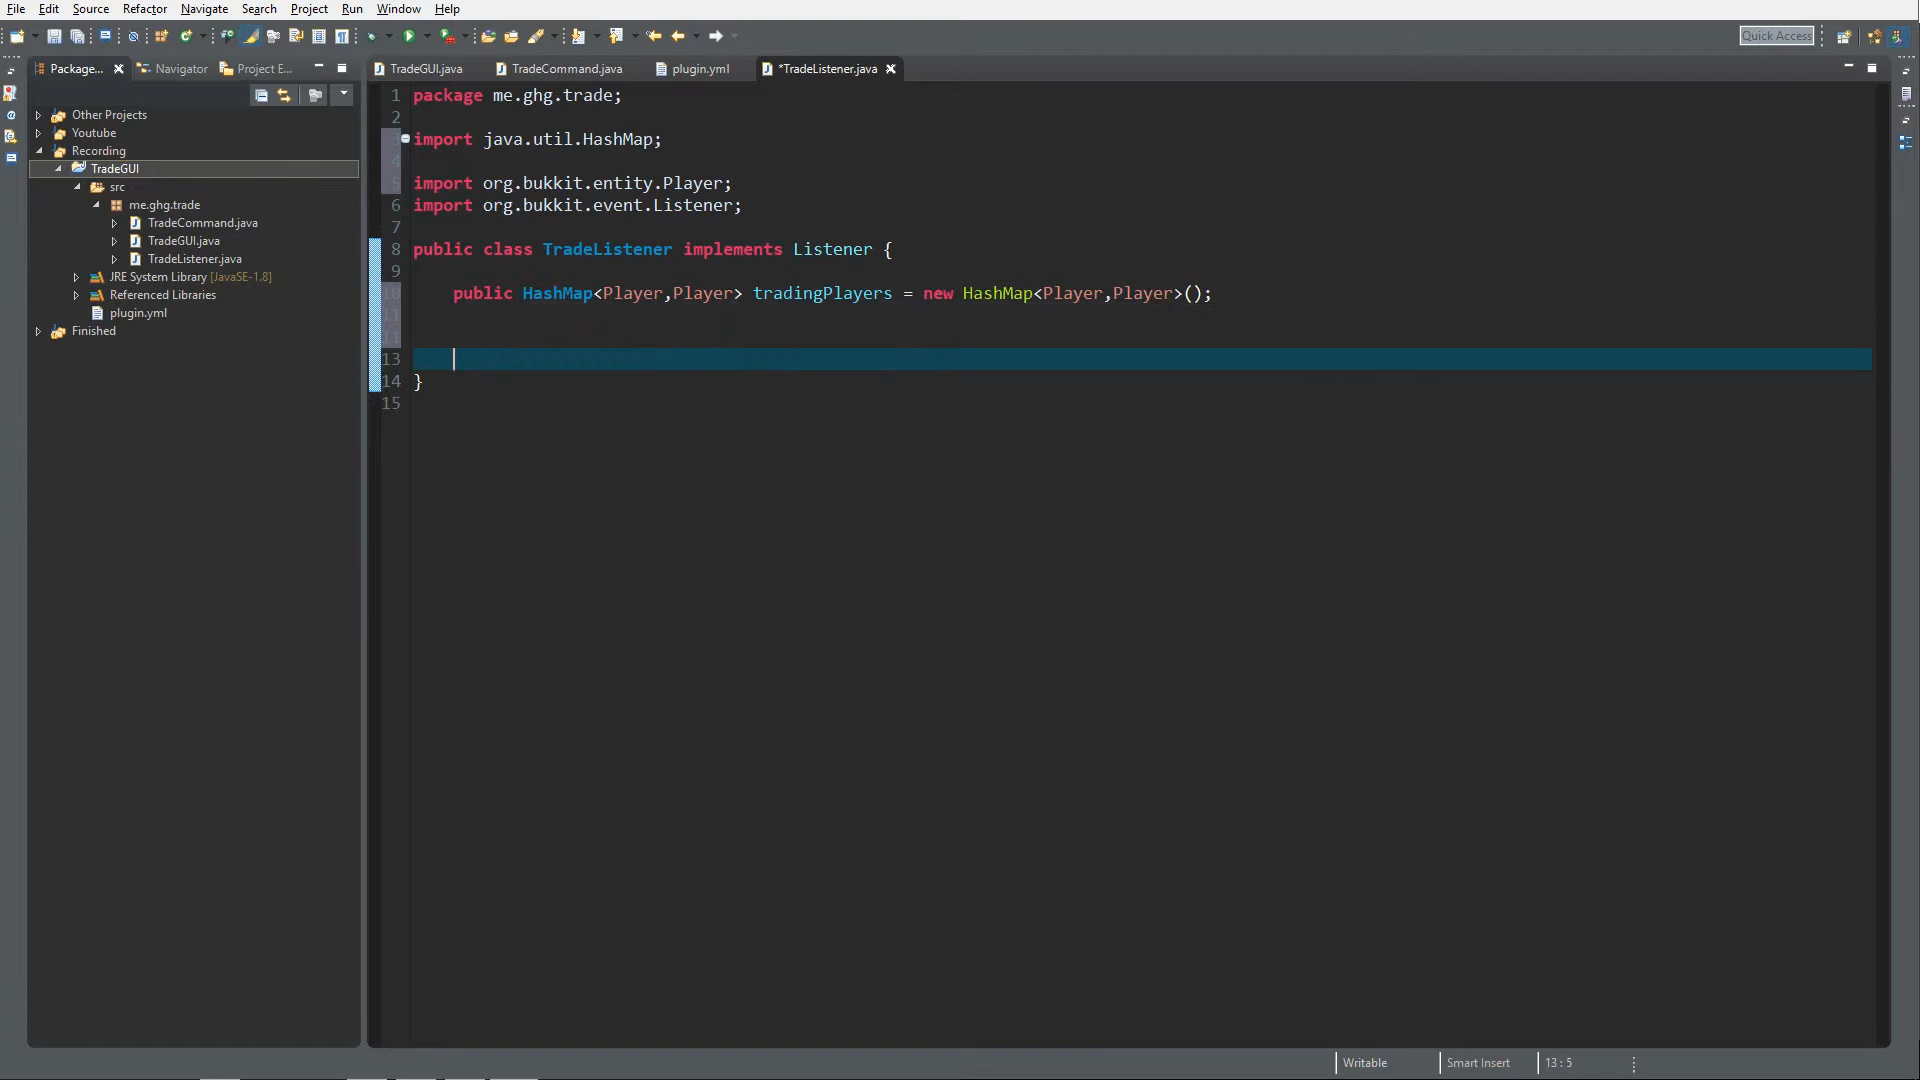 File Edit Source Refactor Navigate Search Project Run Window Help
Quick Access
Package... Navigator Project E...
TradeGUI.java TradeCommand.java plugin.yml *TradeListener.java
Other Projects
Youtube
Recording
TradeGUI
src
me.ghg.trade
TradeCommand.java
TradeGUI.java
TradeListener.java
JRE System Library [JavaSE-1.8]
Referenced Libraries
plugin.yml
Finished
1 package me.ghg.trade;
2
3 import java.util.HashMap;
4
5 import org.bukkit.entity.Player;
6 import org.bukkit.event.Listener;
7
8 public class TradeListener implements Listener {
9
10 public HashMap<Player,Player> tradingPlayers = new HashMap<Player,Player>();
11
11
13
14 }
15
Writable Smart Insert 13:5